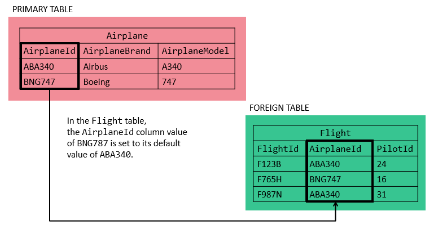 PRIMARY TABLE
Airplane
AirplaneId AirplaneBrand AirplaneModel
ABA340 Airbus A340
BNG747 Boeing 747
In the Flight table,
the AirplaneId column value
of BNG787 is set to its default
value of ABA340.
FOREIGN TABLE
Flight
FlightId AirplaneId PilotId
F123B ABA340 24
F765H BNG747 16
F987N ABA340 31